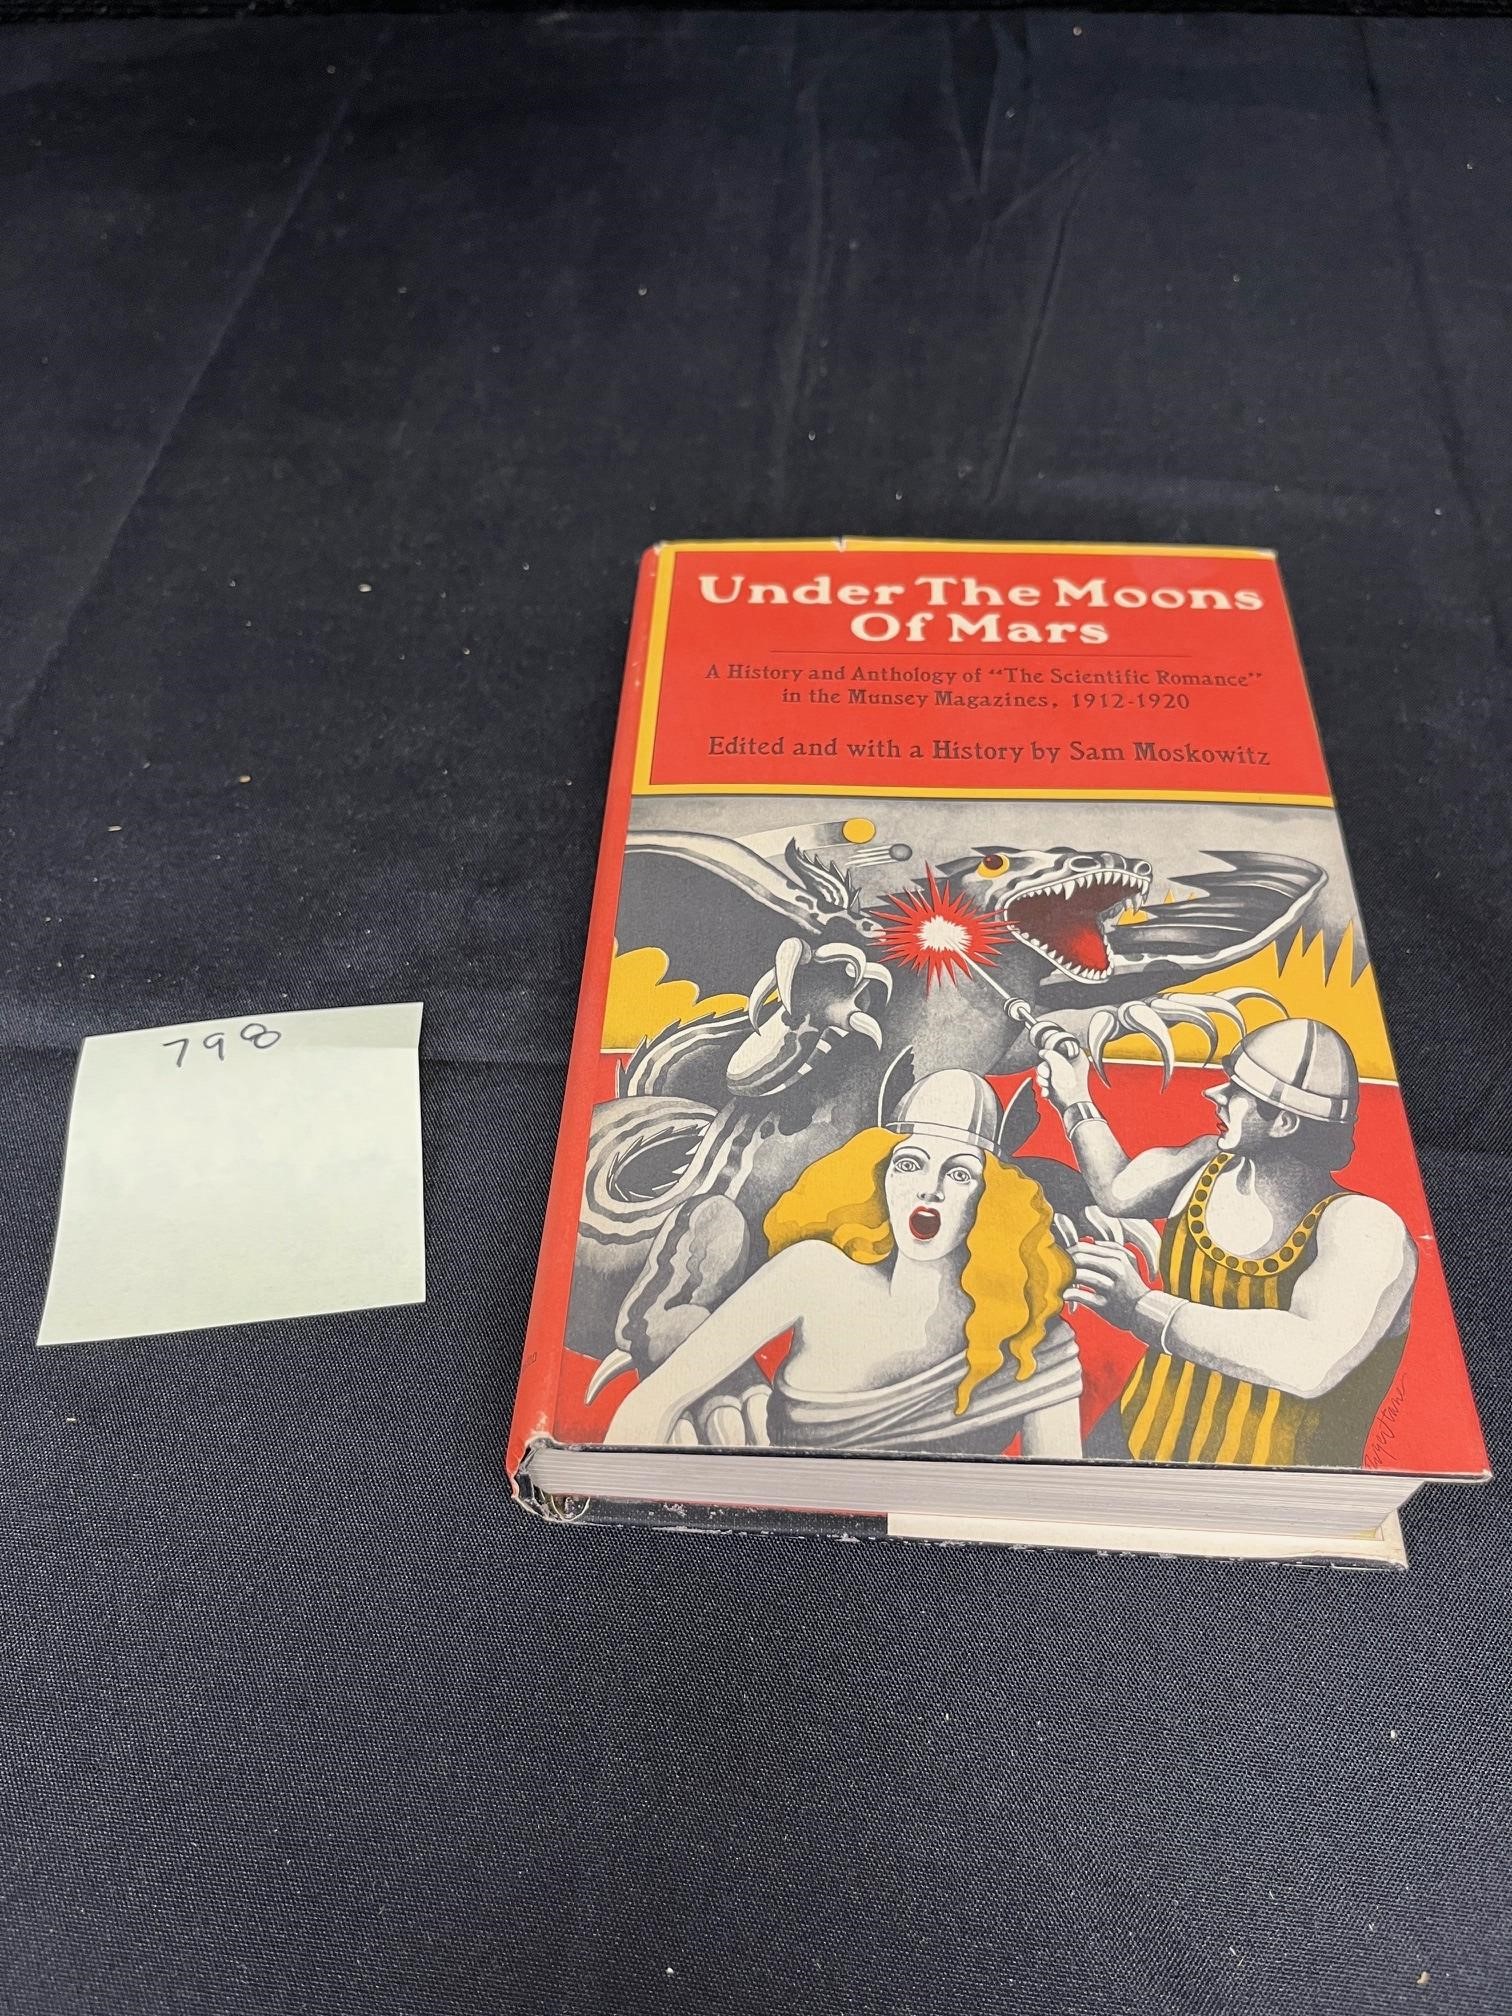 Under The Moons
Of Mars
A History and Anthology of “The Scientific Romance”
in the Munsey Magazines, 1912-1920
Edited and with a History by Sam Moskowitz
798